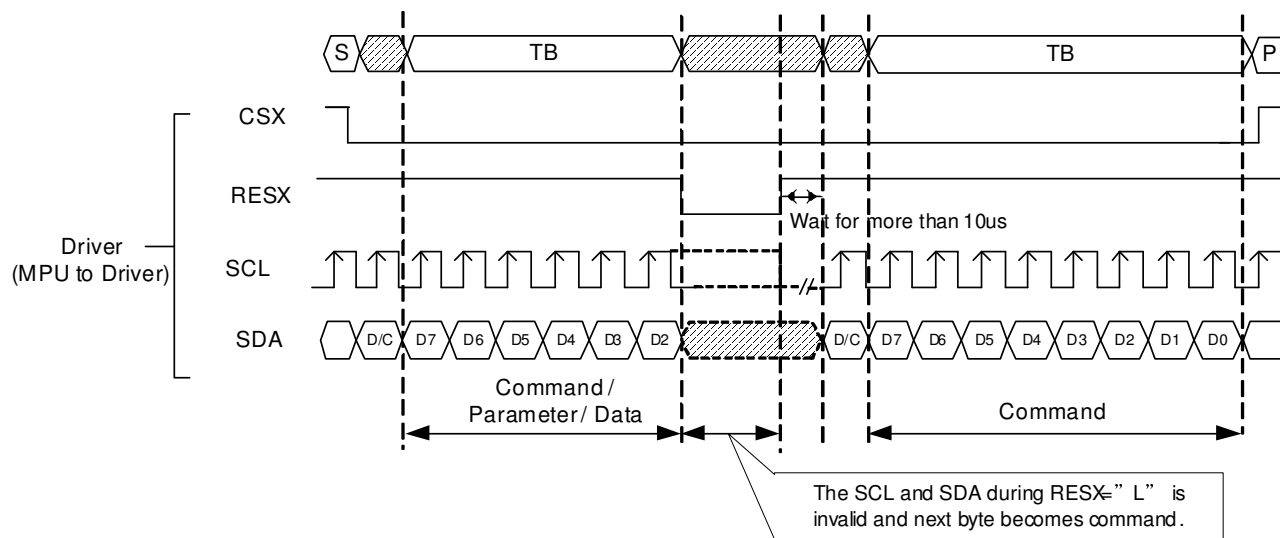 S TB TB P
CSX
RESX
Wait for more than 10us
Driver
(MPU to Driver)
SCL
SDA D/C D7 D6 D5 D4 D3 D2 D/C D7 D6 D5 D4 D3 D2 D1 D0
Command /
Parameter / Data
Command
The SCL and SDA during RESX=”L” is
invalid and next byte becomes command.